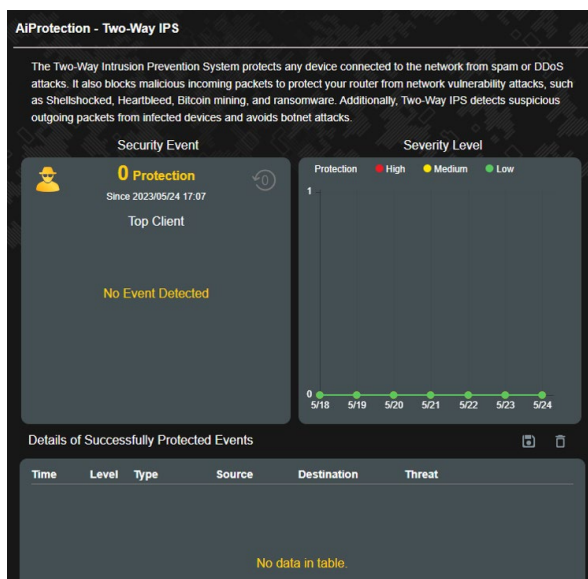 AiProtection - Two-Way IPS
The Two-Way Intrusion Prevention System protects any device connected to the network from spam or DDoS
attacks. It also blocks malicious incoming packets to protect your router from network vulnerability attacks, such
as Shellshocked, Heartbleed, Bitcoin mining, and ransomware. Additionally, Two-Way IPS detects suspicious
outgoing packets from infected devices and avoids botnet attacks.
Security Event
0 Protection
0
Since 2023/05/24 17:07
Top Client
No Event Detected
Severity Level
Protection High Medium Low
1
0
5/18 5/19 5/20 5/21 5/22 5/23 5/24
Details of Successfully Protected Events
Time Level Type Source Destination Threat
No data in table.